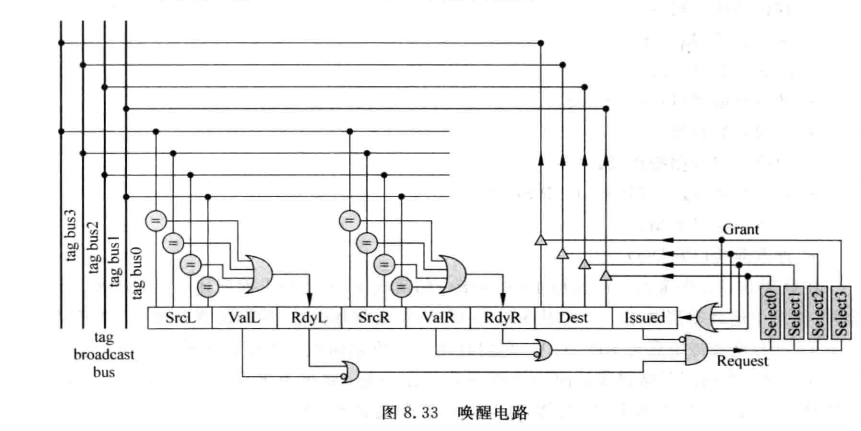 tag bus3
tag bus2
tag bus1
tag bus0
=
=
=
=
=
=
=
=
Grant
Select0
Select1
Select2
Select3
SrcL ValL RdyL SrcR ValR RdyR Dest Issued
Request
tag
broadcast
bus
图 8.33 唤醒电路